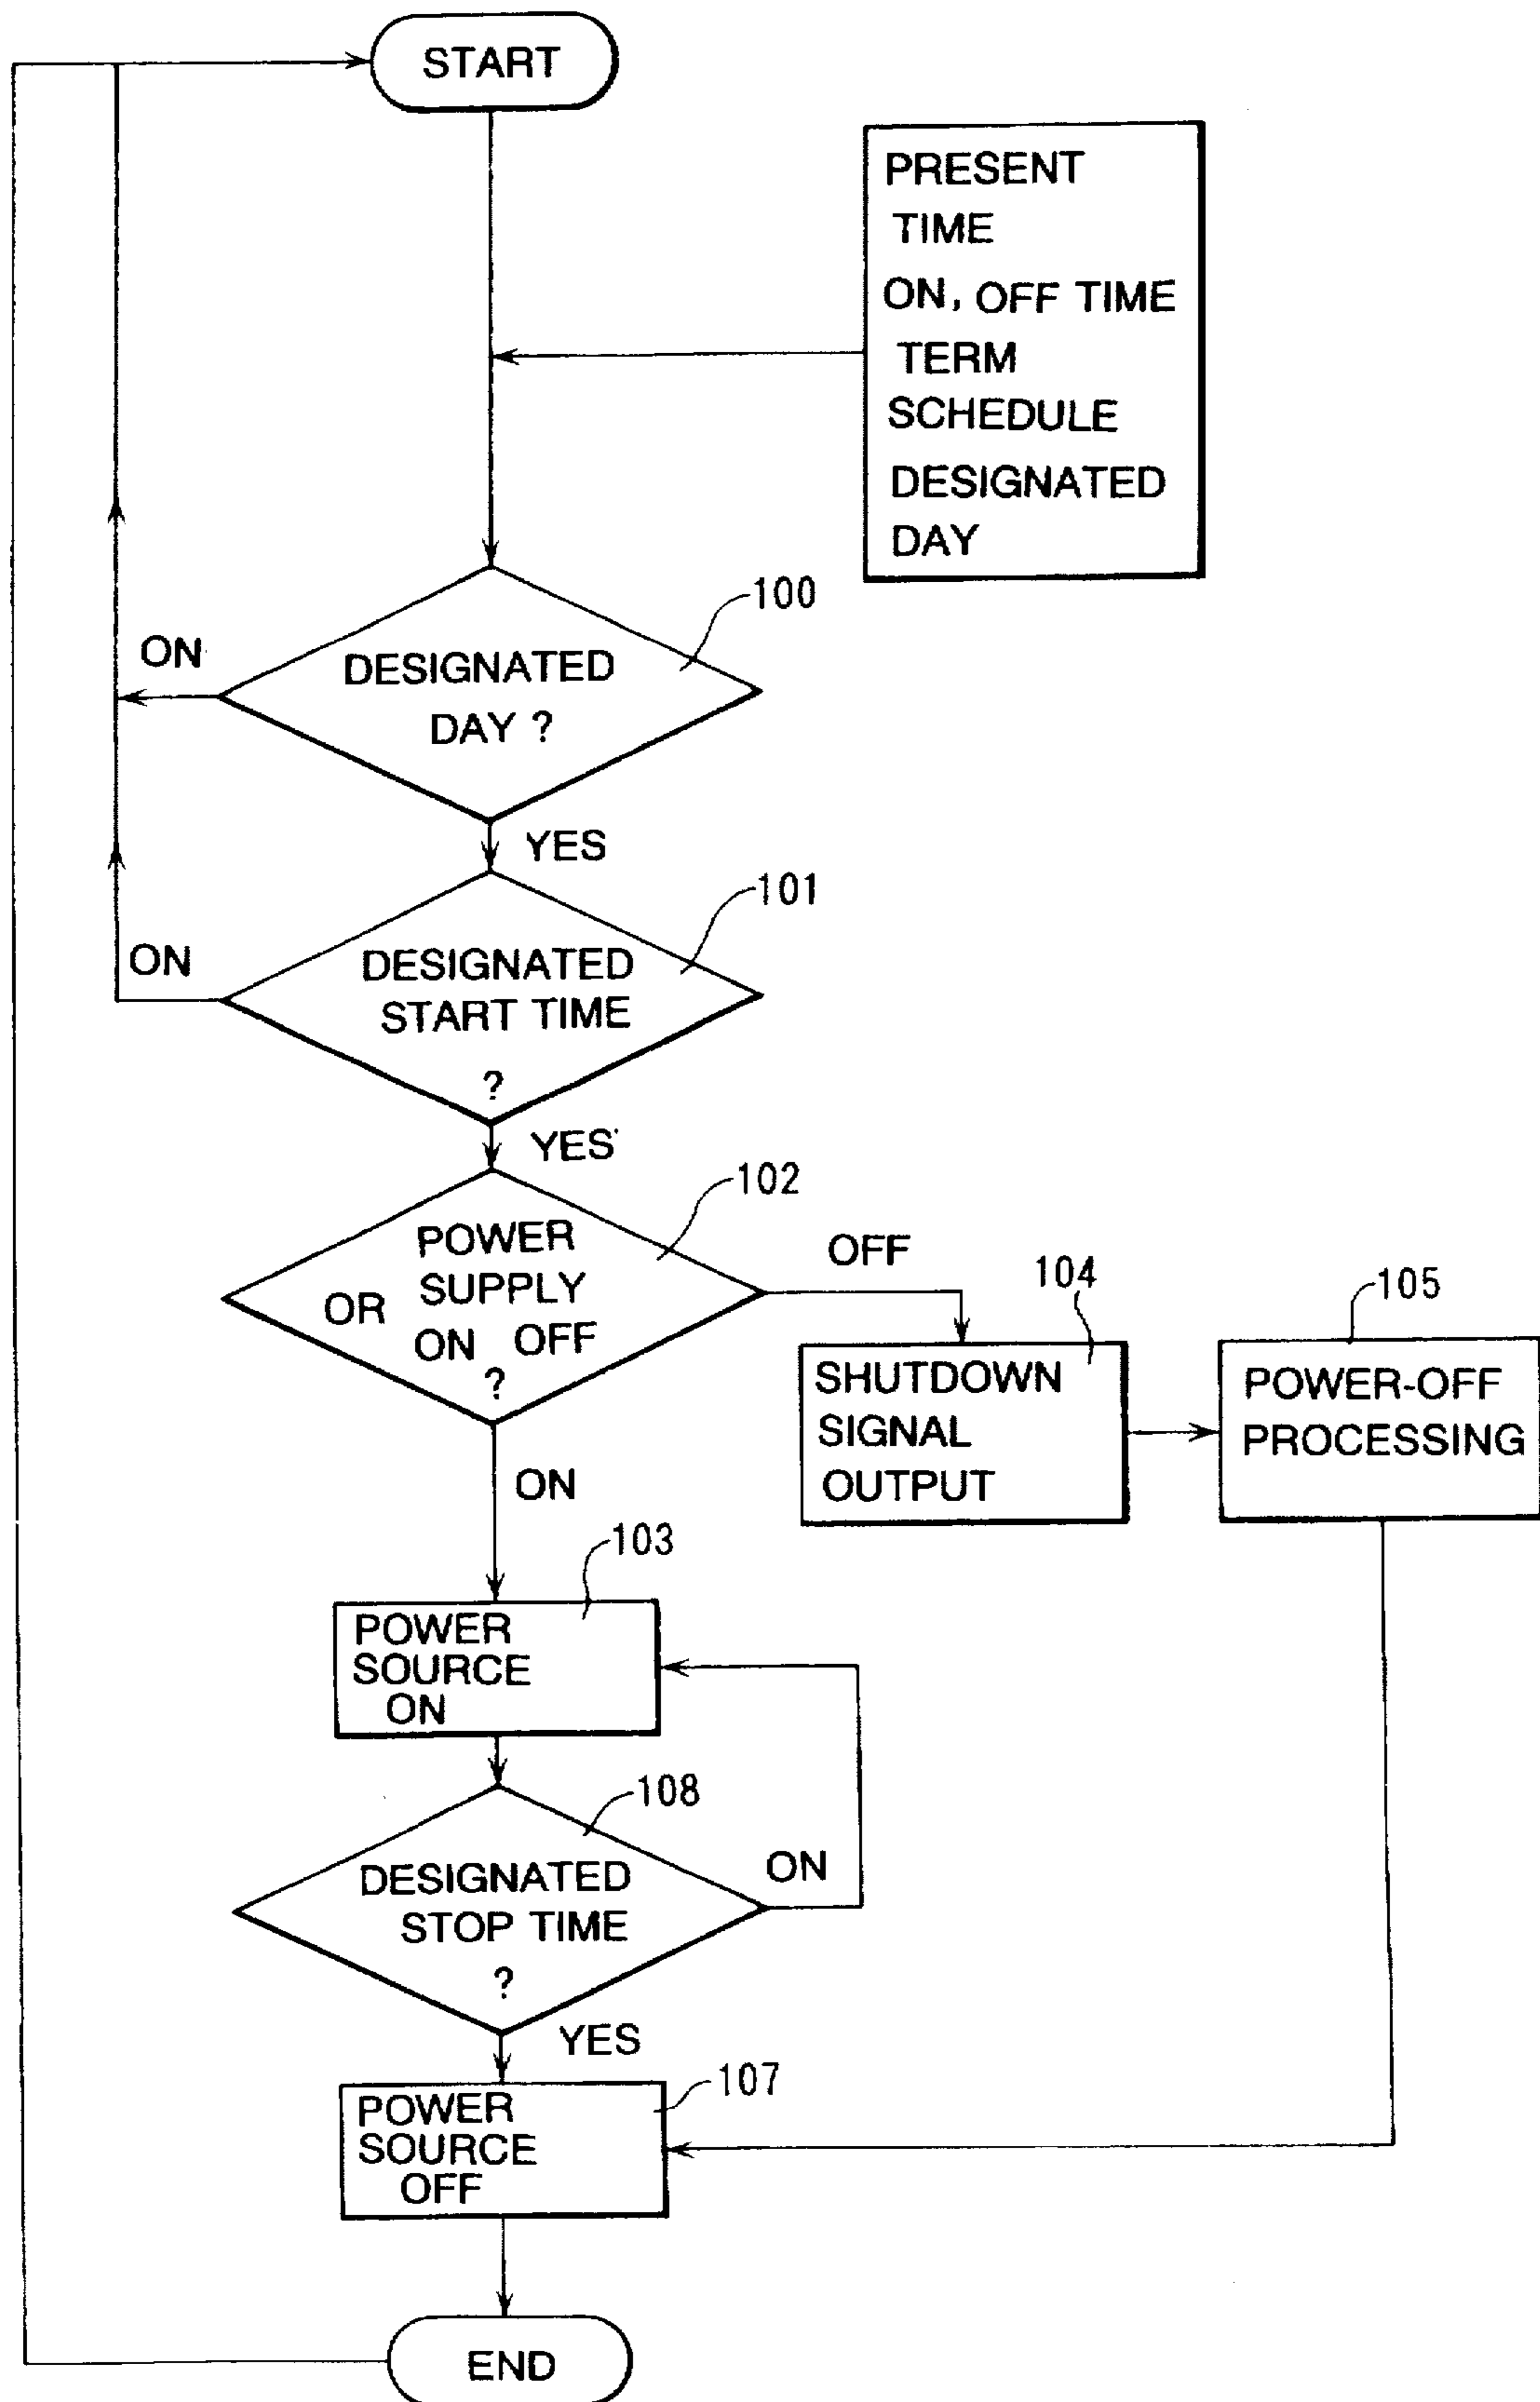 START
PRESENT
TIME
ON, OFF TIME
TERM
SCHEDULE
DESIGNATED
DAY
100
ON
DESIGNATED
DAY ?
YES
101
ON
DESIGNATED
START TIME
?
YES
102
POWER
SUPPLY
OR
ON OFF
?
OFF
104
105
SHUTDOWN
SIGNAL
OUTPUT
POWER-OFF
PROCESSING
ON
103
POWER
SOURCE
ON
108
DESIGNATED
STOP TIME
?
ON
YES
107
POWER
SOURCE
OFF
END